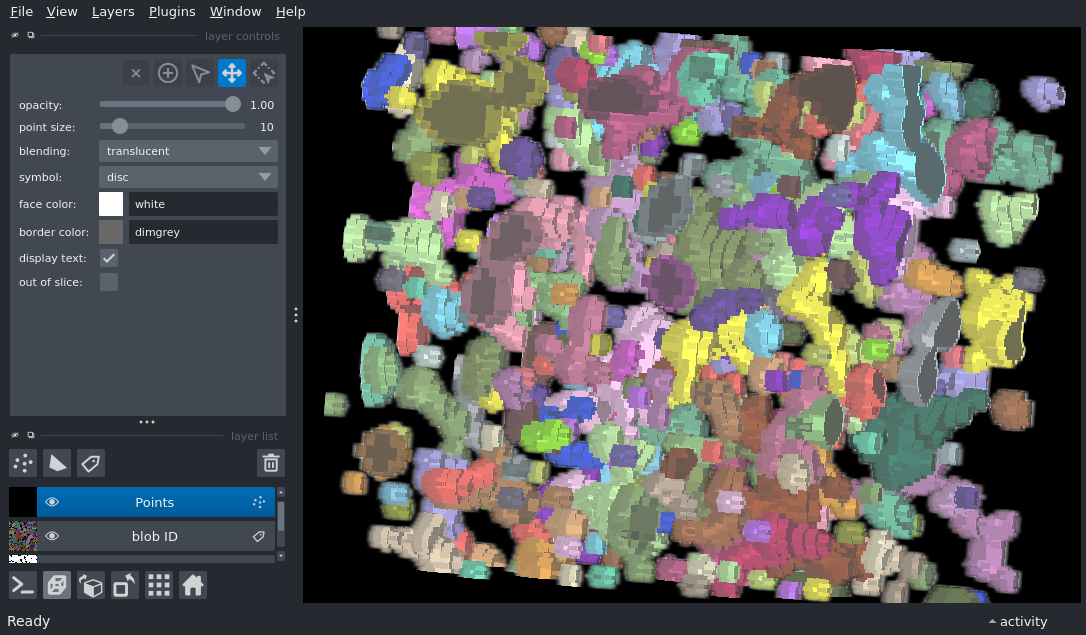 File View Layers Plugins Window Help
layer controls
opacity: 1.00
point size: 10
blending: translucent
symbol: disc
face color: white
border color: dimgrey
display text:
out of slice:
layer list
Points
blob ID
Ready
activity